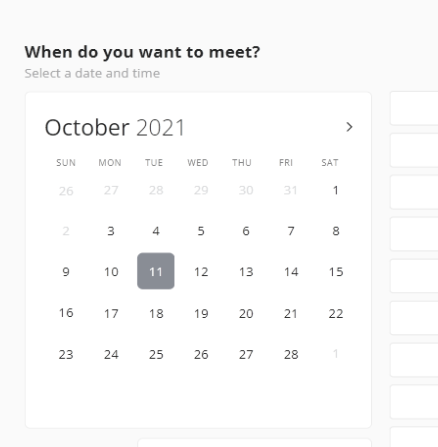 When do you want to meet?
Select a date and time
October 2021
SUN MON TUE WED THU FRI SAT
26 27 28 29 30 31 1
2 3 4 5 6 7 8
9 10 11 12 13 14 15
16 17 18 19 20 21 22
23 24 25 26 27 28 1